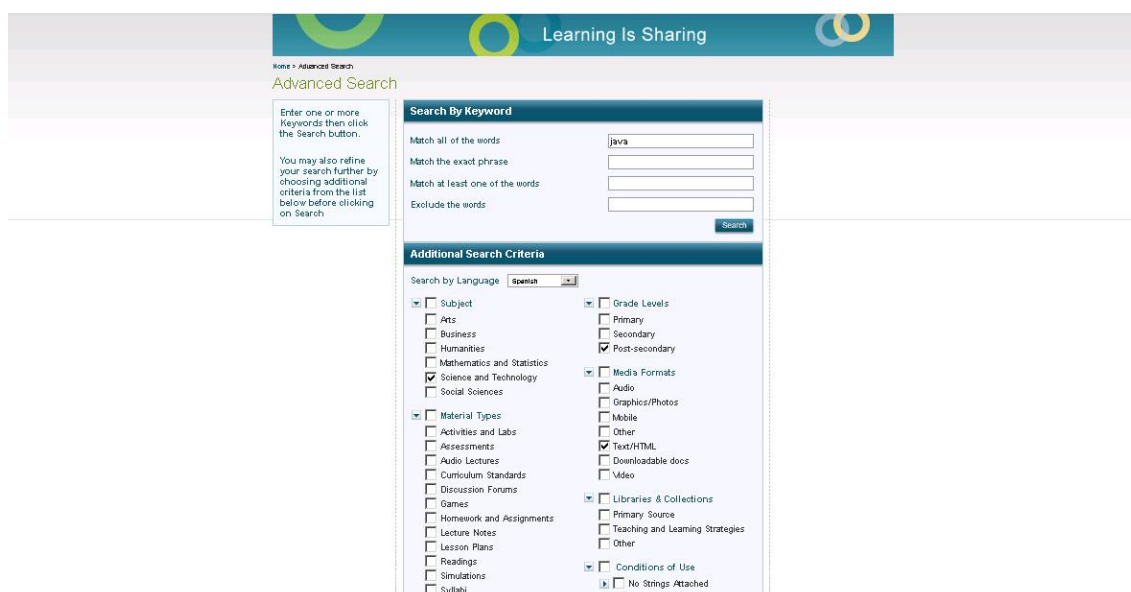 Learning Is Sharing
Home > Advanced Search
Advanced Search
Enter one or more
Keywords then click
the Search button.
You may also refine
your search further by
choosing additional
criteria from the list
below before clicking
on Search
Search By Keyword
Match all of the words
java
Match the exact phrase
Match at least one of the words
Exclude the words
Search
Additional Search Criteria
Search by Language
Spanish
Subject
Arts
Business
Humanities
Mathematics and Statistics
Science and Technology
Social Sciences
Material Types
Activities and Labs
Assessments
Audio Lectures
Curriculum Standards
Discussion Forums
Games
Homework and Assignments
Lecture Notes
Lesson Plans
Readings
Simulations
Syllabi
Grade Levels
Primary
Secondary
Post-secondary
Media Formats
Audio
Graphics/Photos
Mobile
Other
Text/HTML
Downloadable docs
Video
Libraries & Collections
Primary Source
Teaching and Learning Strategies
Other
Conditions of Use
No Strings Attached